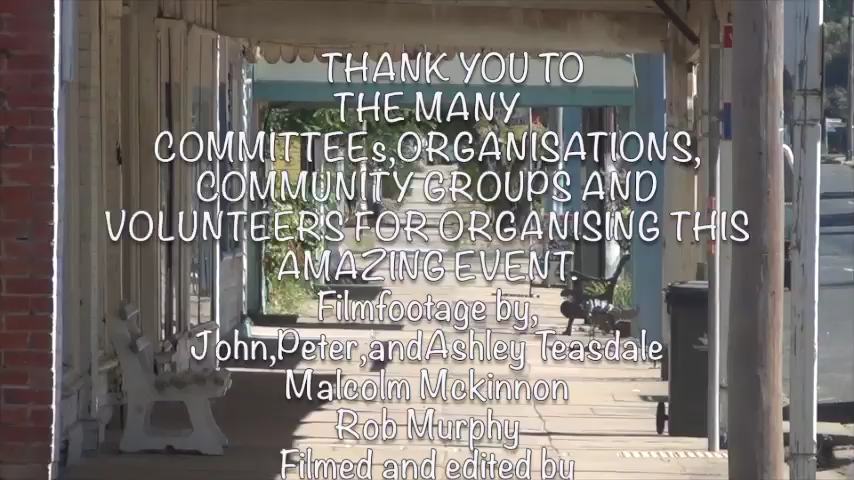 THANK YOU TO
THE MANY
COMMITTEEs,ORGANISATIONS,
COMMUNITY GROUPS AND
VOLUNTEERS FOR ORGANISING THIS
AMAZING EVENT.
Filmfootage by,
John,Peter,andAshley Teasdale
Malcolm Mckinnon
Rob Murphy
Filmed and edited by